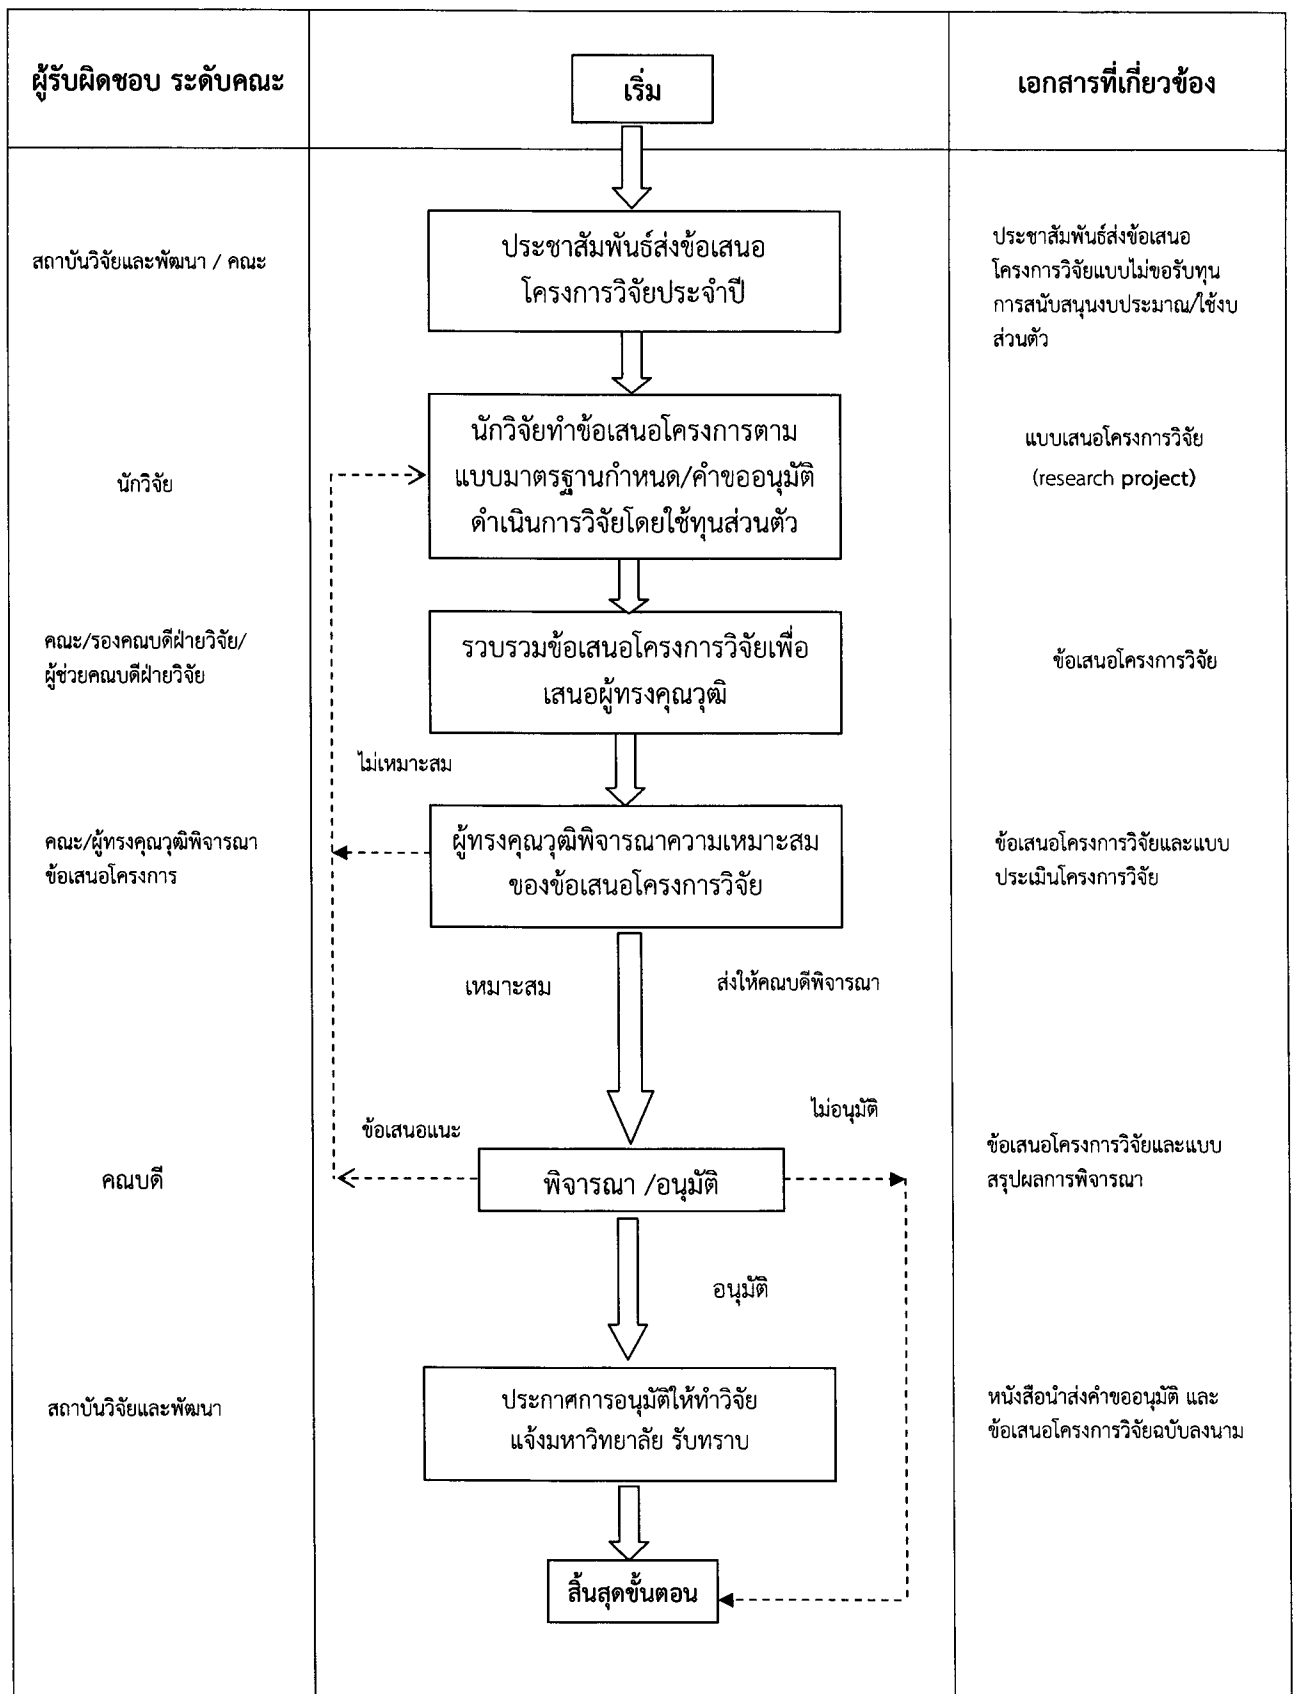 ผู้รับผิดชอบ ระดับคณะ
เริ่ม
เอกสารที่เกี่ยวข้อง
สถาบันวิจัยและพัฒนา / คณะ
ประชาสัมพันธ์ส่งข้อเสนอ
โครงการวิจัยประจำปี
ประชาสัมพันธ์ส่งข้อเสนอ
โครงการวิจัยแบบไม่ขอรับทุน
การสนับสนุนงบประมาณ/ใช้งบ
ส่วนตัว
นักวิจัย
นักวิจัยทำข้อเสนอโครงการตาม
แบบมาตรฐานกำหนด/คำขออนุมัติ
ดำเนินการวิจัยโดยใช้ทุนส่วนตัว
แบบเสนอโครงการวิจัย
(research project)
คณะ/รองคณบดีฝ่ายวิจัย/
ผู้ช่วยคณบดีฝ่ายวิจัย
รวบรวมข้อเสนอโครงการวิจัยเพื่อ
เสนอผู้ทรงคุณวุฒิ
ข้อเสนอโครงการวิจัย
ไม่เหมาะสม
คณะ/ผู้ทรงคุณวุฒิพิจารณา
ข้อเสนอโครงการ
ผู้ทรงคุณวุฒิพิจารณาความเหมาะสม
ของข้อเสนอโครงการวิจัย
ข้อเสนอโครงการวิจัยและแบบ
ประเมินโครงการวิจัย
เหมาะสม
ส่งให้คณบดีพิจารณา
ข้อเสนอแนะ
ไม่อนุมัติ
คณบดี
พิจารณา /อนุมัติ
ข้อเสนอโครงการวิจัยและแบบ
สรุปผลการพิจารณา
อนุมัติ
สถาบันวิจัยและพัฒนา
ประกาศการอนุมัติให้ทำวิจัย
แจ้งมหาวิทยาลัย รับทราบ
หนังสือนำส่งคำขออนุมัติ และ
ข้อเสนอโครงการวิจัยฉบับลงนาม
สิ้นสุดขั้นตอน